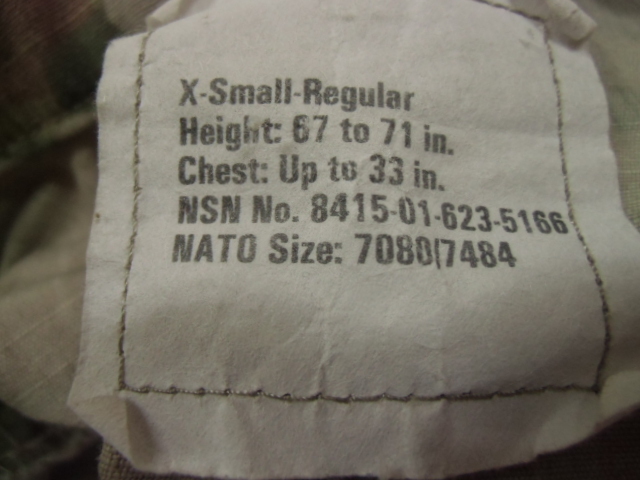 X-Small-Regular
Height: 67 to 71 in.
Chest: Up to 33 in.
NSN No. 8415-01-623-5166
NATO Size: 7080/7484